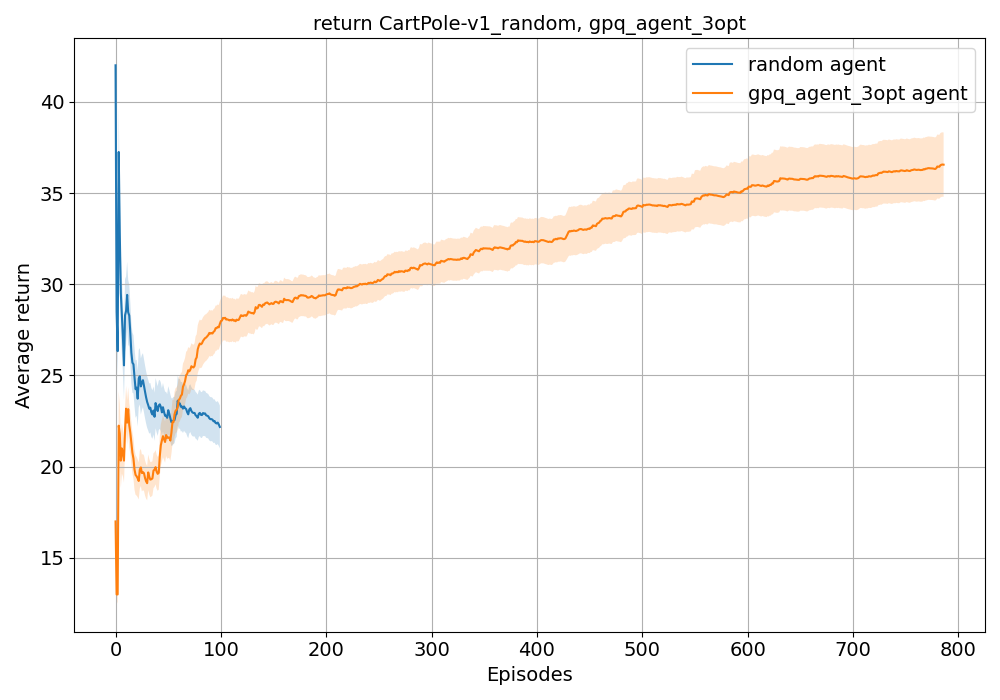 return CartPole-v1_random, gpq_agent_3opt
random agent
gpq_agent_3opt agent
Average return
40
35
30
25
20
15
0 100 200 300 400 500 600 700 800
Episodes